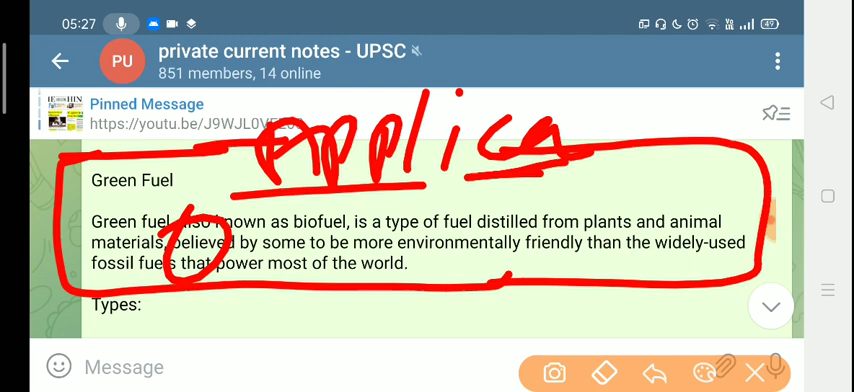 05:27
49
PU
private current notes - UPSC
851 members, 14 online
Pinned Message
https://youtu.be/
Applica
Green Fuel
Green fuel, also known as biofuel, is a type of fuel distilled from plants and animal
materials, believed by some to be more environmentally friendly than the widely-used
fossil fuels that power most of the world.
Types:
Message